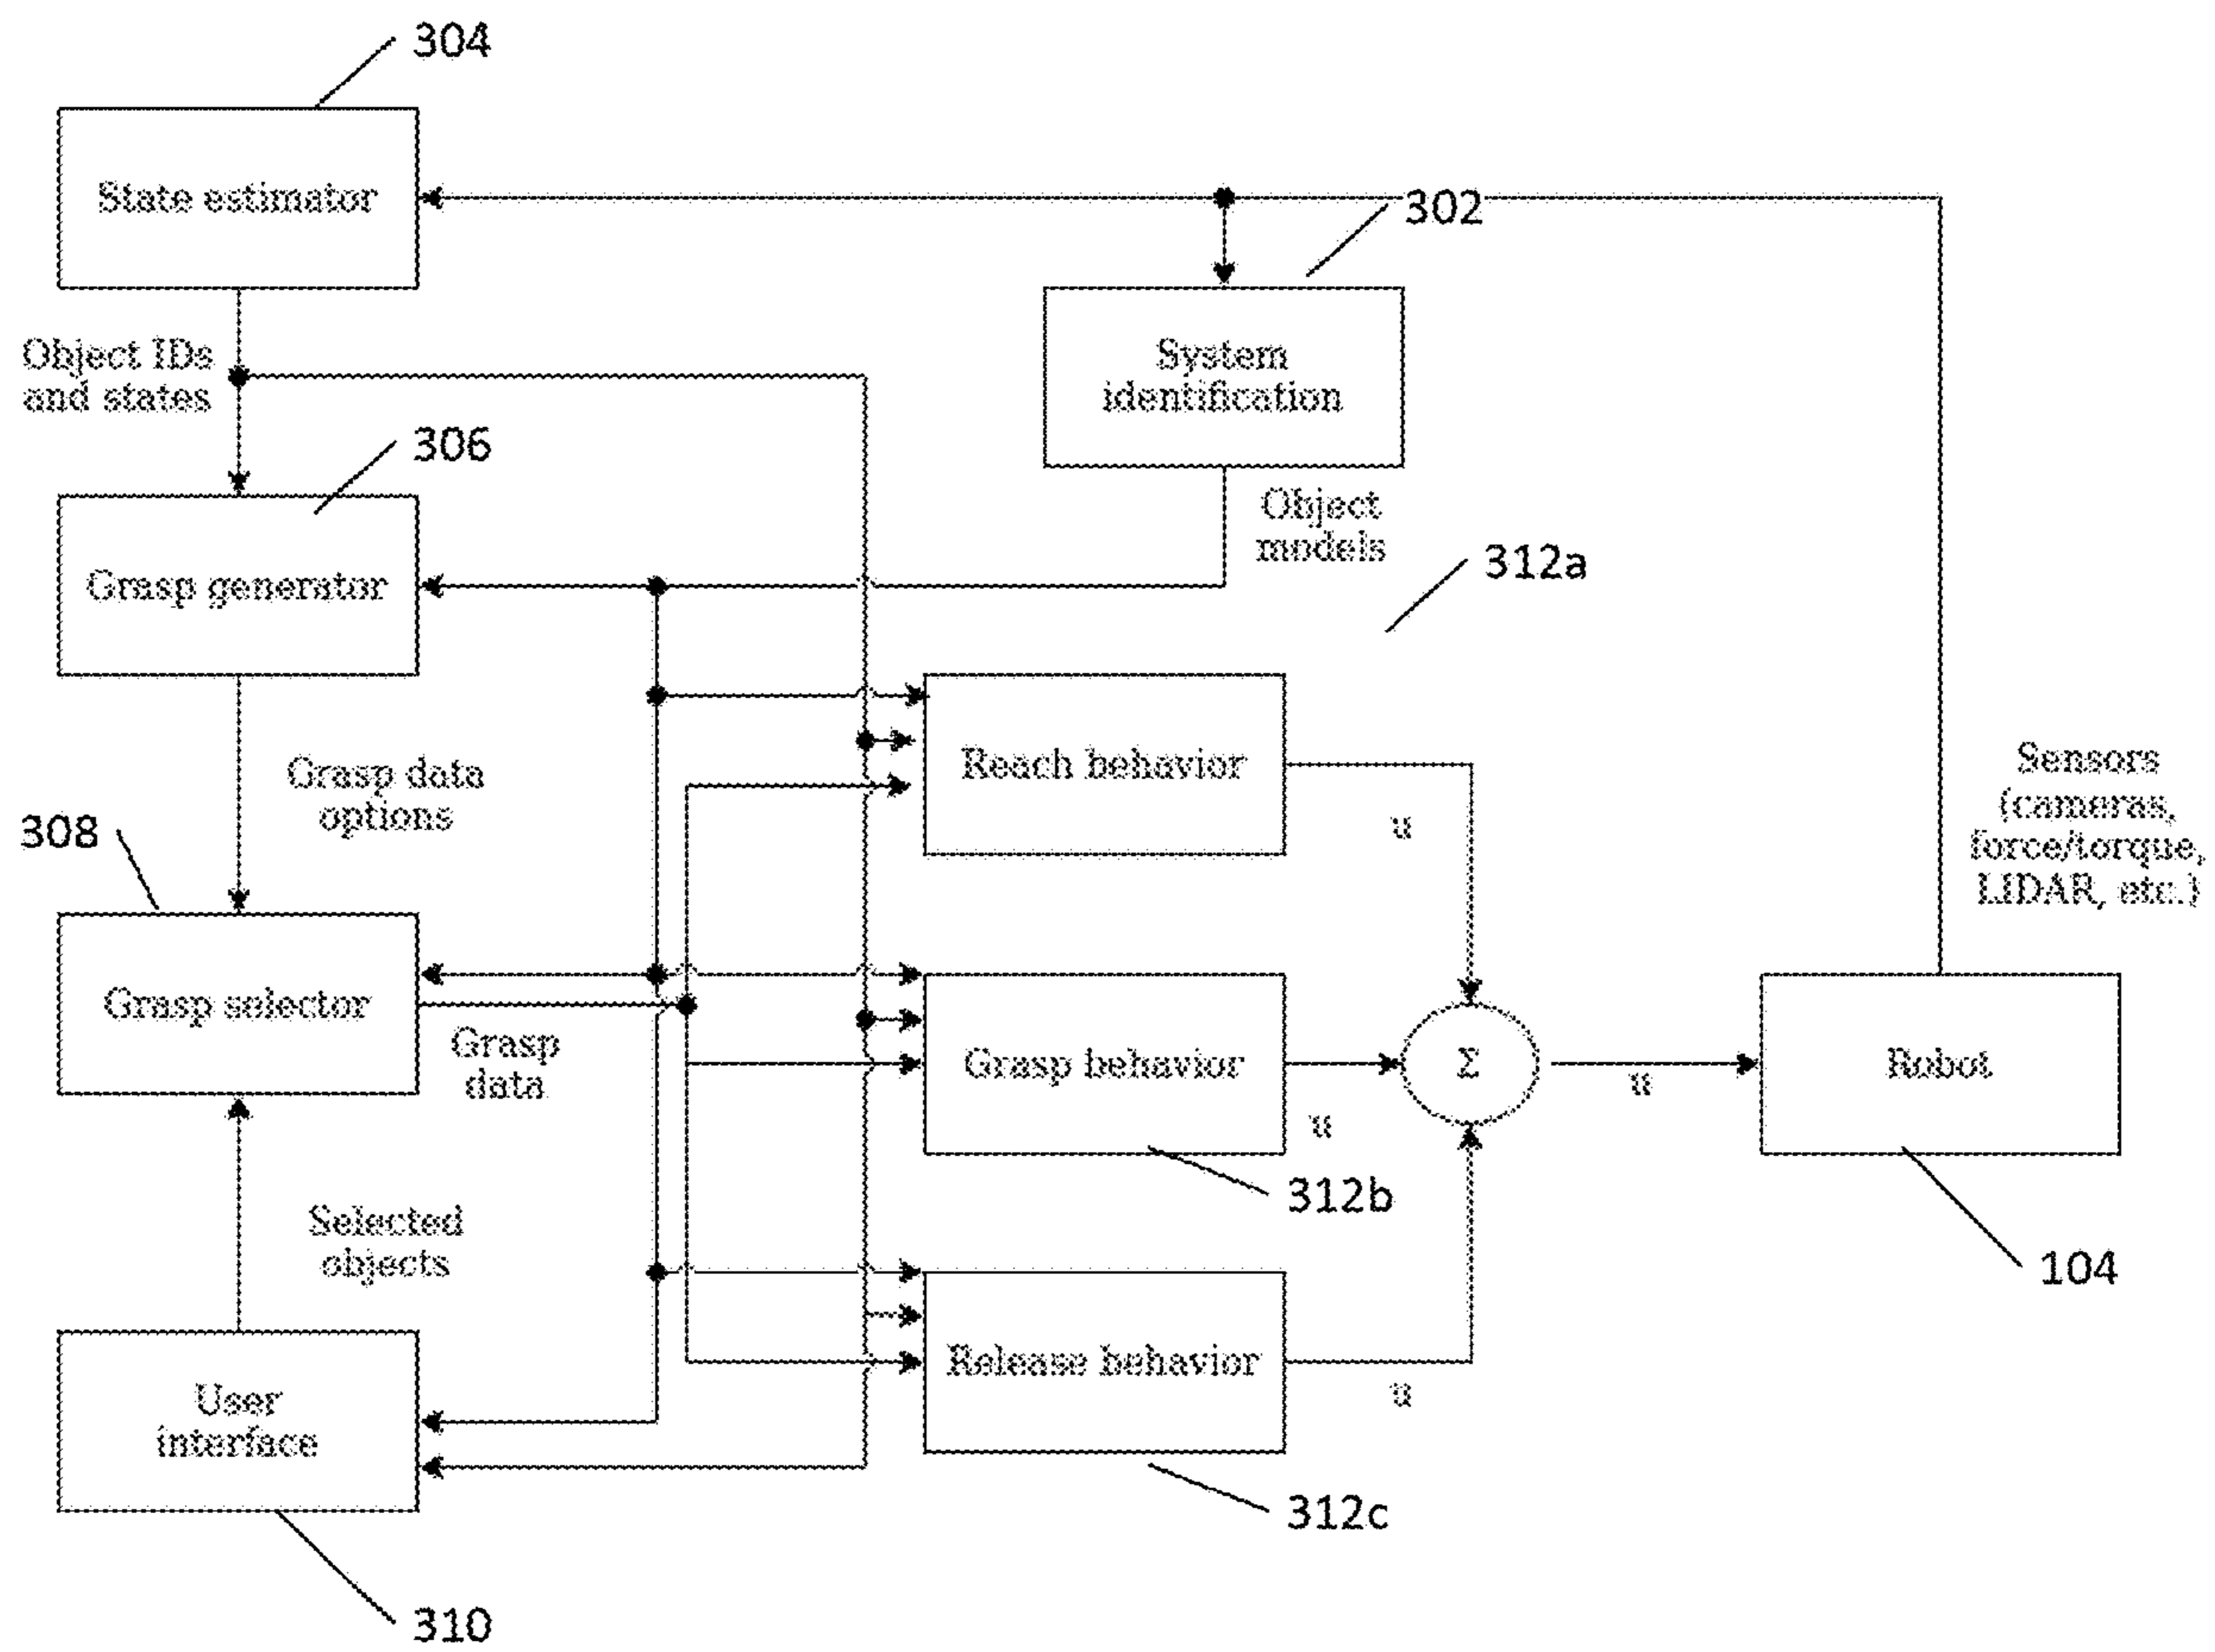 304
State estimator
302
Object IDs
and states
System
identification
306
Object
models
312a
Grasp generator
Reach behavior
Sensors
(cameras,
force/torque,
LIDAR, etc.)
Grasp data
options
u
308
Grasp selector
Grasp
data
Grasp behavior
u
Σ
u
Robot
312b
104
Selected
objects
Release behavior
u
User
interface
312c
310